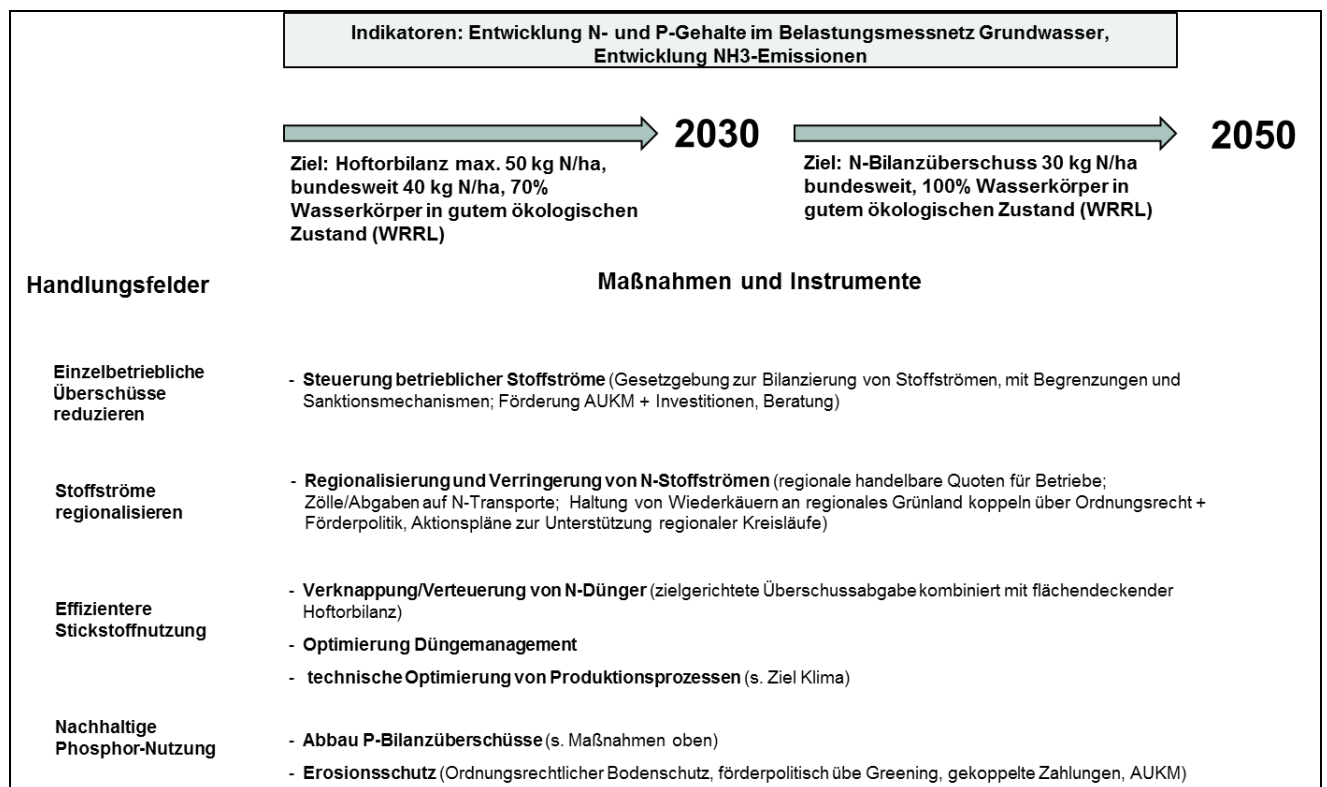 Indikatoren: Entwicklung N- und P-Gehalte im Belastungsmessnetz Grundwasser,
Entwicklung NH3-Emissionen
2030
2050
Ziel: Hoftorbilanz max. 50 kg N/ha,
bundesweit 40 kg N/ha, 70%
Wasserkörper in gutem ökologischen
Zustand (WRRL)
Ziel: N-Bilanzüberschuss 30 kg N/ha
bundesweit, 100% Wasserkörper in
gutem ökologischen Zustand (WRRL)
Handlungsfelder
Maßnahmen und Instrumente
Einzelbetriebliche
Überschüsse
reduzieren
- Steuerung betrieblicher Stoffströme (Gesetzgebung zur Bilanzierung von Stoffströmen, mit Begrenzungen und
Sanktionsmechanismen; Förderung AUKM + Investitionen, Beratung)
Stoffströme
regionalisieren
- Regionalisierung und Verringerung von N-Stoffströmen (regionale handelbare Quoten für Betriebe;
Zölle/Abgaben auf N-Transporte; Haltung von Wiederkäuern an regionales Grünland koppeln über Ordnungsrecht +
Förderpolitik, Aktionspläne zur Unterstützung regionaler Kreisläufe)
Effizientere
Stickstoffnutzung
- Verknappung/Verteuerung von N-Dünger (zielgerichtete Überschussabgabe kombiniert mit flächendeckender
Hoftorbilanz)
- Optimierung Düngemanagement
- technische Optimierung von Produktionsprozessen (s. Ziel Klima)
Nachhaltige
Phosphor-Nutzung
- Abbau P-Bilanzüberschüsse (s. Maßnahmen oben)
- Erosionsschutz (Ordnungsrechtlicher Bodenschutz, förderpolitisch übe Greening, gekoppelte Zahlungen, AUKM)